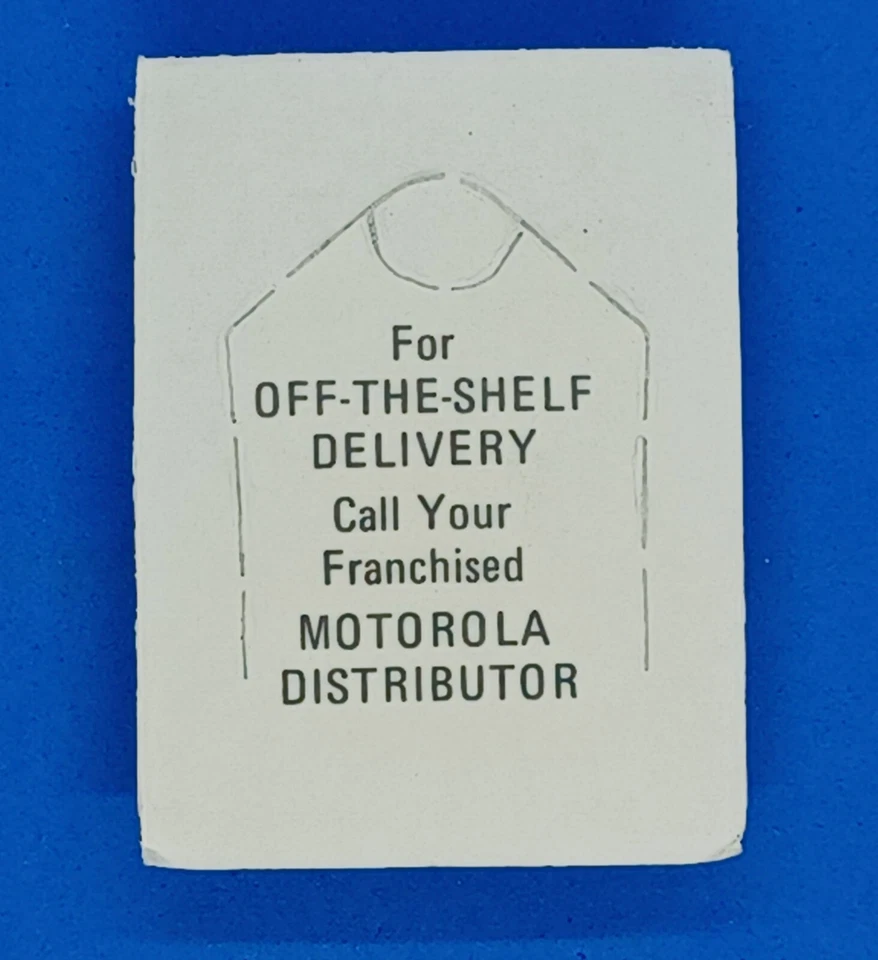 For
OFF-THE-SHELF
DELIVERY
Call Your
Franchised
MOTOROLA
DISTRIBUTOR